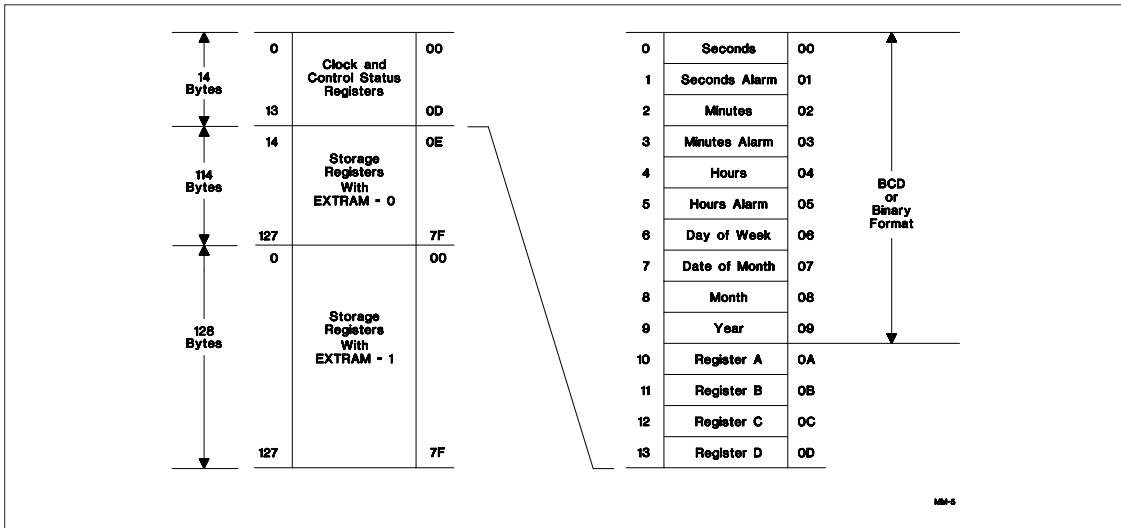 14
Bytes
114
Bytes
128
Bytes
0 00
Clock and
Control Status
Registers
13 0D
14 0E
Storage
Registers
With
EXTRAM - 0
127 7F
0 00
Storage
Registers
With
EXTRAM - 1
127 7F
0 Seconds 00
1 Seconds Alarm 01
2 Minutes 02
3 Minutes Alarm 03
4 Hours 04
5 Hours Alarm 05
6 Day of Week 06
7 Date of Month 07
8 Month 08
9 Year 09
10 Register A 0A
11 Register B 0B
12 Register C 0C
13 Register D 0D
BCD
or
Binary
Format
MM-5